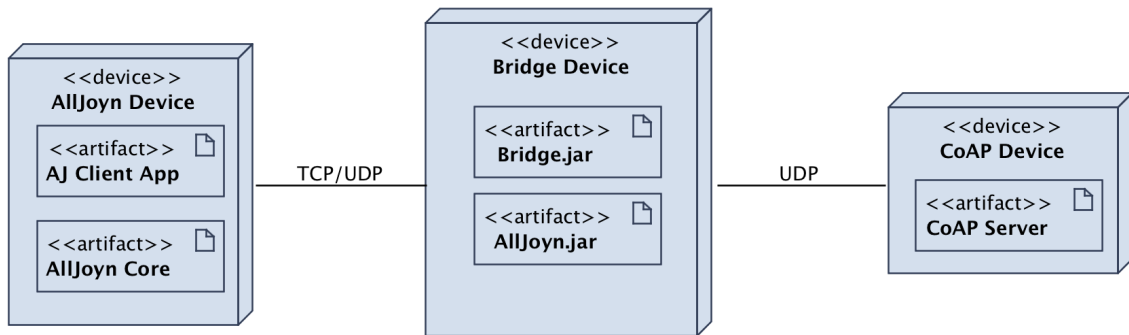 <<device>>
AllJoyn Device
<<artifact>>
AJ Client App
<<artifact>>
AllJoyn Core
TCP/UDP
<<device>>
Bridge Device
<<artifact>>
Bridge.jar
<<artifact>>
AllJoyn.jar
UDP
<<device>>
CoAP Device
<<artifact>>
CoAP Server